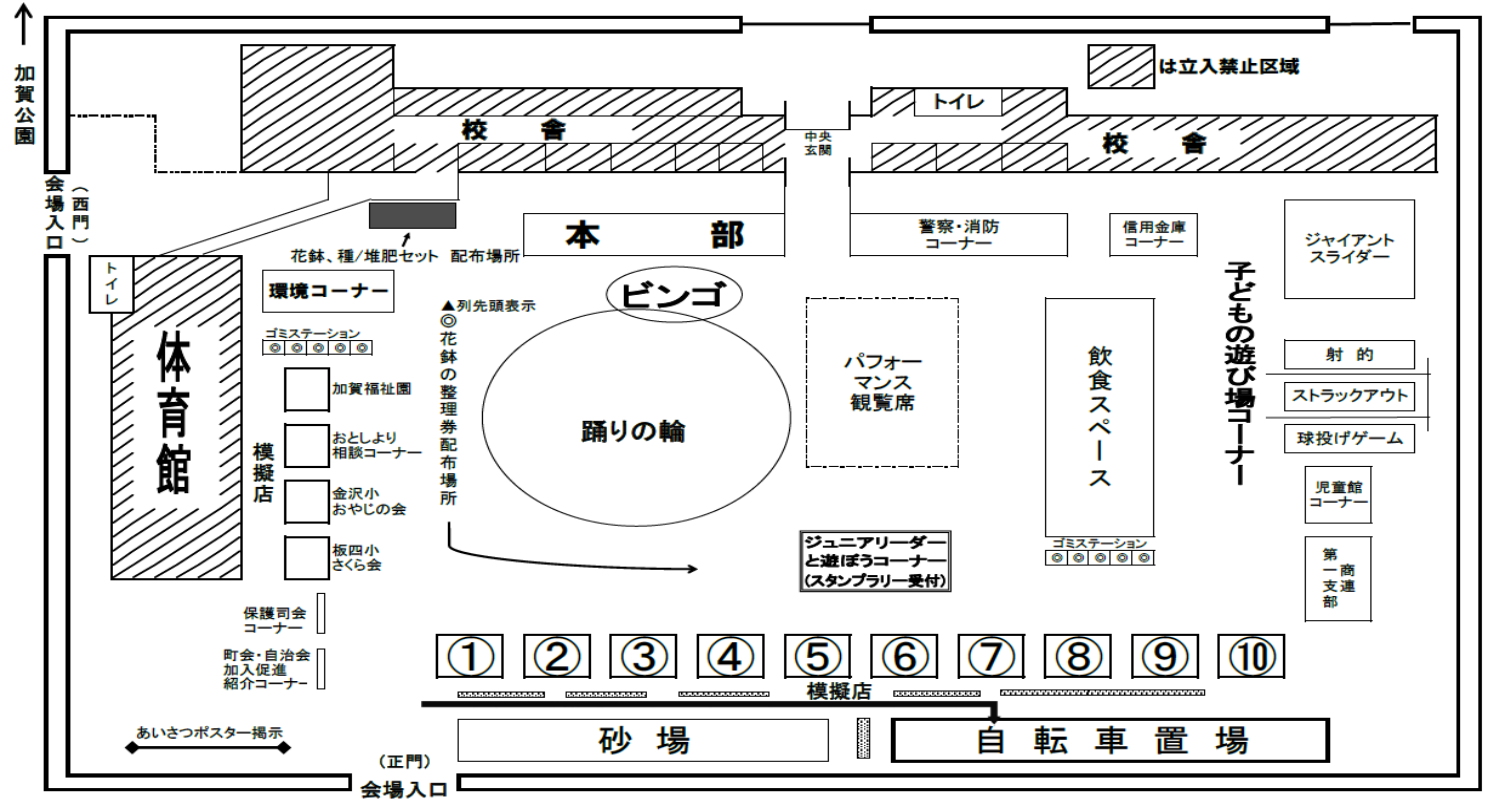 加賀公園
は立入禁止区域
トイレ
校 舎
中央
玄関
校 舎
会場入口
(西門)
本 部
警察・消防
コーナー
信用金庫
コーナー
ジャイアント
スライダー
花鉢、種/堆肥セット 配布場所
トイレ
環境コーナー
▲列先頭表示
◎花鉢の整理券配布場所
ビンゴ
子どもの遊び場コーナー
ゴミステーション
◎◎◎◎◎
体育館
模擬店
加賀福祉園
おとしより
相談コーナー
金沢小
おやじの会
板四小
さくら会
踊りの輪
パフォー
マンス
観覧席
飲食スペース
射 的
ストラックアウト
球投げゲーム
児童館
コーナー
ゴミステーション
◎◎◎◎◎
ジュニアリーダー
と遊ぼうコーナー
(スタンプラリー受付)
第一支部
商連
保護司会
コーナー
町会・自治会
加入促進
紹介コーナー
① ② ③ ④ ⑤ ⑥ ⑦ ⑧ ⑨ ⑩
模擬店
あいさつポスター掲示
砂 場
自 転 車 置 場
(正門)
会場入口